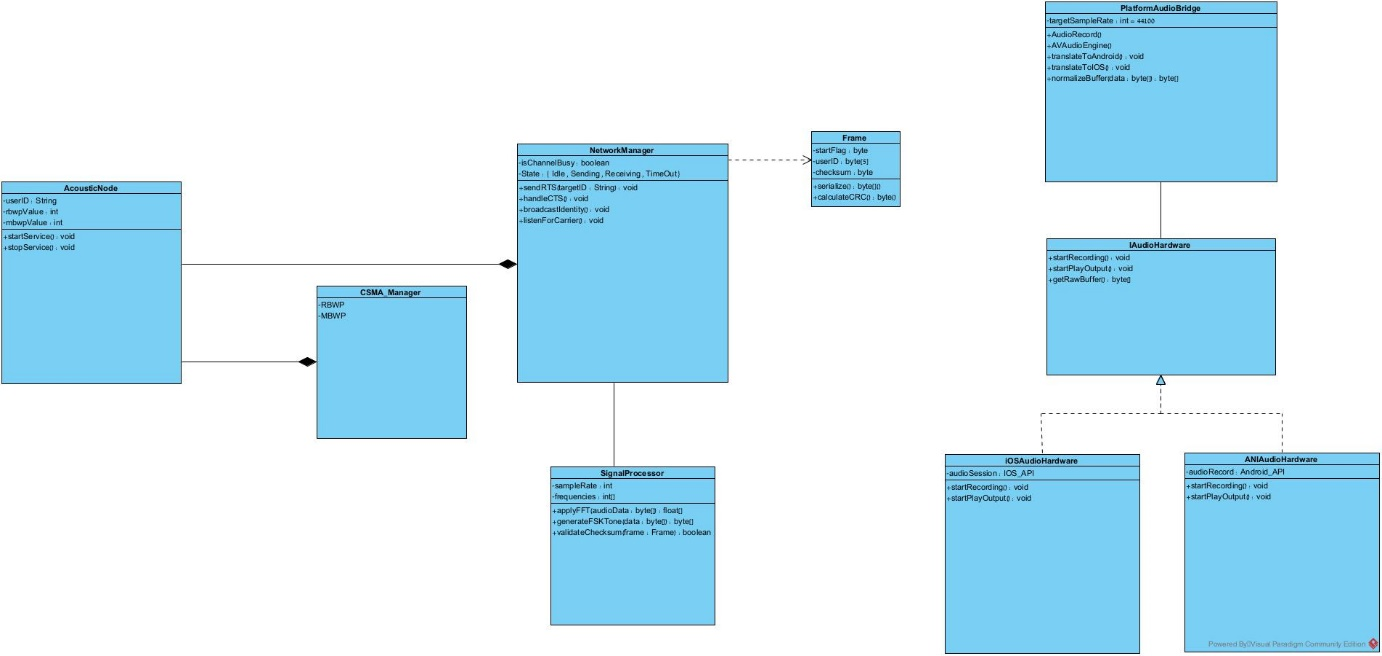 PlatformAudioBridge
-targetSampleRate : int = 44100
+AudioRecord()
+AVAudioEngine()
+translateToAndroid() : void
+translateToIOS() : void
+normalizeBuffer(data : byte[]) : byte[]
Frame
-startFlag : byte
-userID : byte[5]
-checksum : byte
+serialize() : byte[]()
+calculateCRC() : byte()
NetworkManager
-isChannelBusy : boolean
-State : { Idle, Sending, Receiving, TimeOut}
+sendRTS(targetID : String) : void
+handleCTS() : void
+broadcastIdentity() : void
+listenForCarrier() : void
AcousticNode
-userID : String
-rbwpValue : int
-mbwpValue : int
+startService() : void
+stopService() : void
IAudioHardware
+startRecording() : void
+startPlayOutput() : void
+getRawBuffer() : byte[]
CSMA_Manager
-RBWP
-MBWP
SignalProcessor
-sampleRate : int
-frequencies : int[]
+applyFFT(audioData : byte[]) : float[]
+generateFSKTone(data : byte[]) : byte[]
+validateChecksum(frame : Frame) : boolean
iOSAudioHardware
-audioSession : IOS_API
+startRecording() : void
+startPlayOutput() : void
ANIAudioHardware
-audioRecord : Android_API
+startRecording() : void
+startPlayOutput() : void
Powered By Visual Paradigm Community Edition